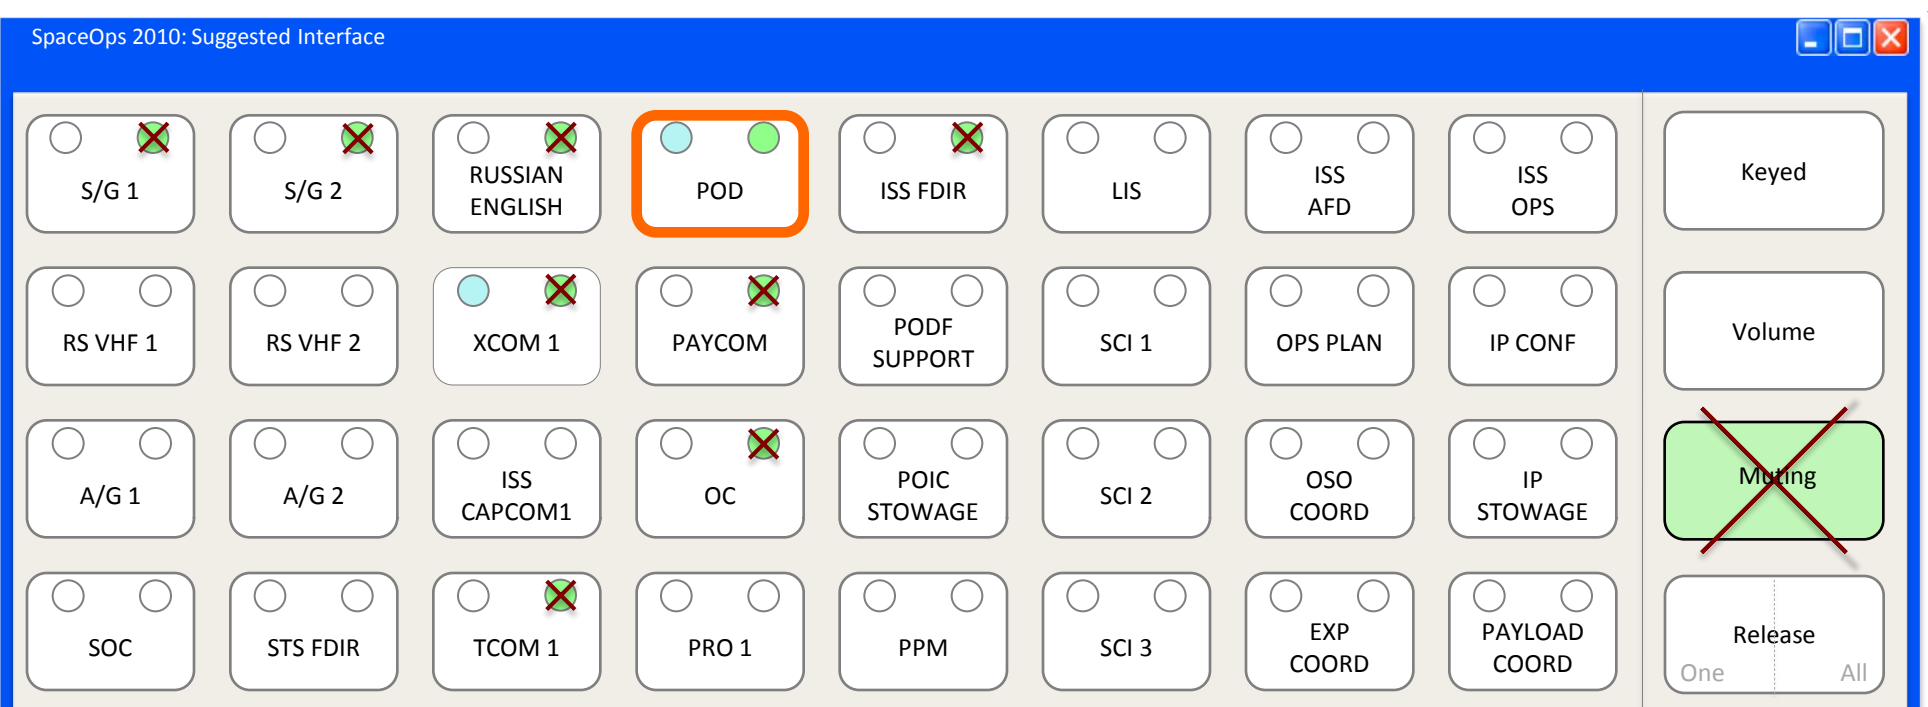 SpaceOps 2010: Suggested Interface
S/G 1
S/G 2
RUSSIAN
ENGLISH
POD
ISS FDIR
LIS
ISS
AFD
ISS
OPS
Keyed
RS VHF 1
RS VHF 2
XCOM 1
PAYCOM
PODF
SUPPORT
SCI 1
OPS PLAN
IP CONF
Volume
A/G 1
A/G 2
ISS
CAPCOM1
OC
POIC
STOWAGE
SCI 2
OSO
COORD
IP
STOWAGE
Muting
SOC
STS FDIR
TCOM 1
PRO 1
PPM
SCI 3
EXP
COORD
PAYLOAD
COORD
Release
One All